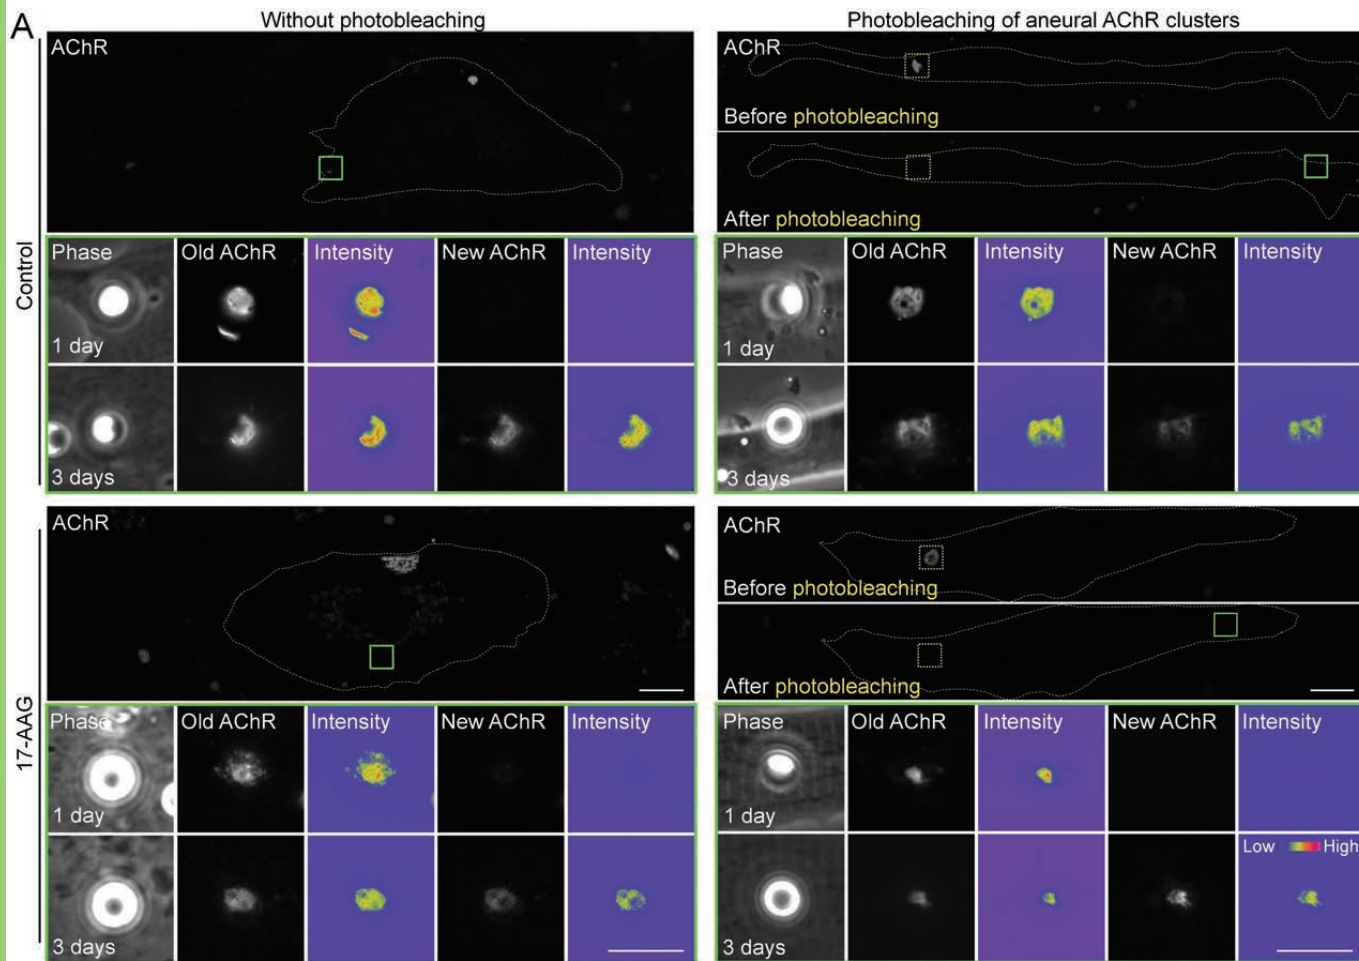 A
Without photobleaching
Photobleaching of aneural AChR clusters
Control
AChR
AChR
Before photobleaching
After photobleaching
Phase Old AChR Intensity New AChR Intensity
1 day
3 days
Phase Old AChR Intensity New AChR Intensity
1 day
3 days
17-AAG
AChR
AChR
Before photobleaching
After photobleaching
Phase Old AChR Intensity New AChR Intensity
1 day
3 days
Phase Old AChR Intensity New AChR Intensity
1 day
Low High
3 days